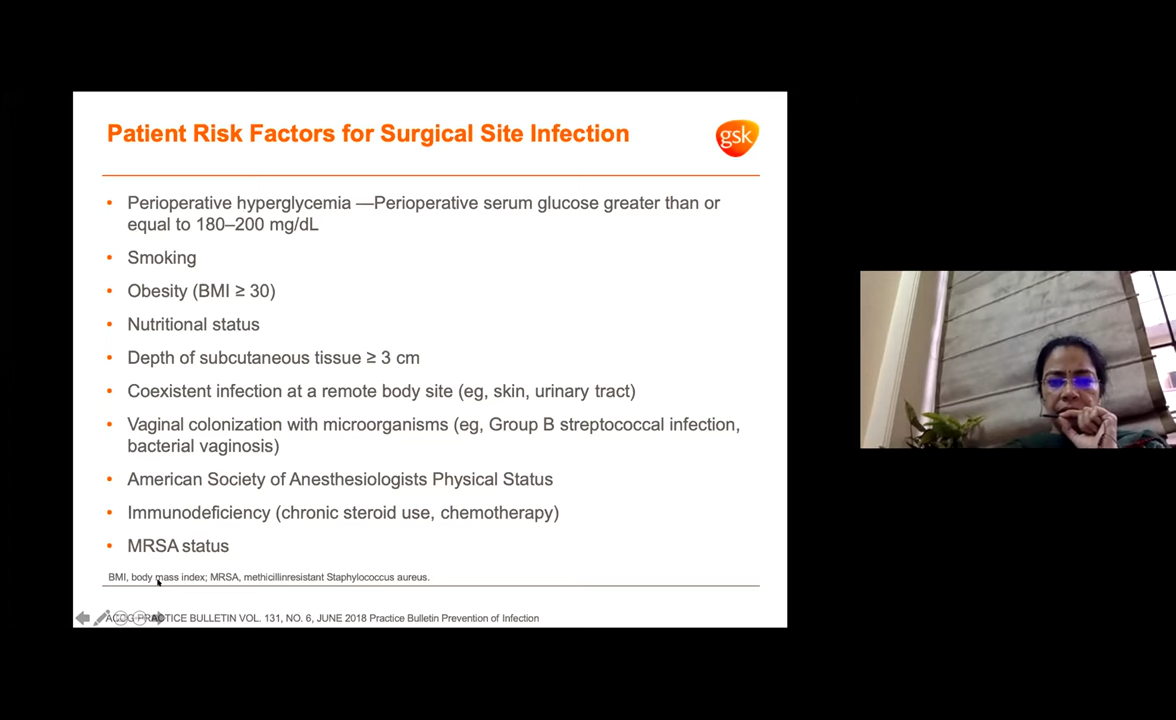 Patient Risk Factors for Surgical Site Infection
gsk
• Perioperative hyperglycemia —Perioperative serum glucose greater than or
equal to 180–200 mg/dL
• Smoking
• Obesity (BMI ≥ 30)
• Nutritional status
• Depth of subcutaneous tissue ≥ 3 cm
• Coexistent infection at a remote body site (eg, skin, urinary tract)
• Vaginal colonization with microorganisms (eg, Group B streptococcal infection,
bacterial vaginosis)
• American Society of Anesthesiologists Physical Status
• Immunodeficiency (chronic steroid use, chemotherapy)
• MRSA status
BMI, body mass index; MRSA, methicillinresistant Staphylococcus aureus.
PRACTICE BULLETIN VOL. 131, NO. 6, JUNE 2018 Practice Bulletin Prevention of Infection